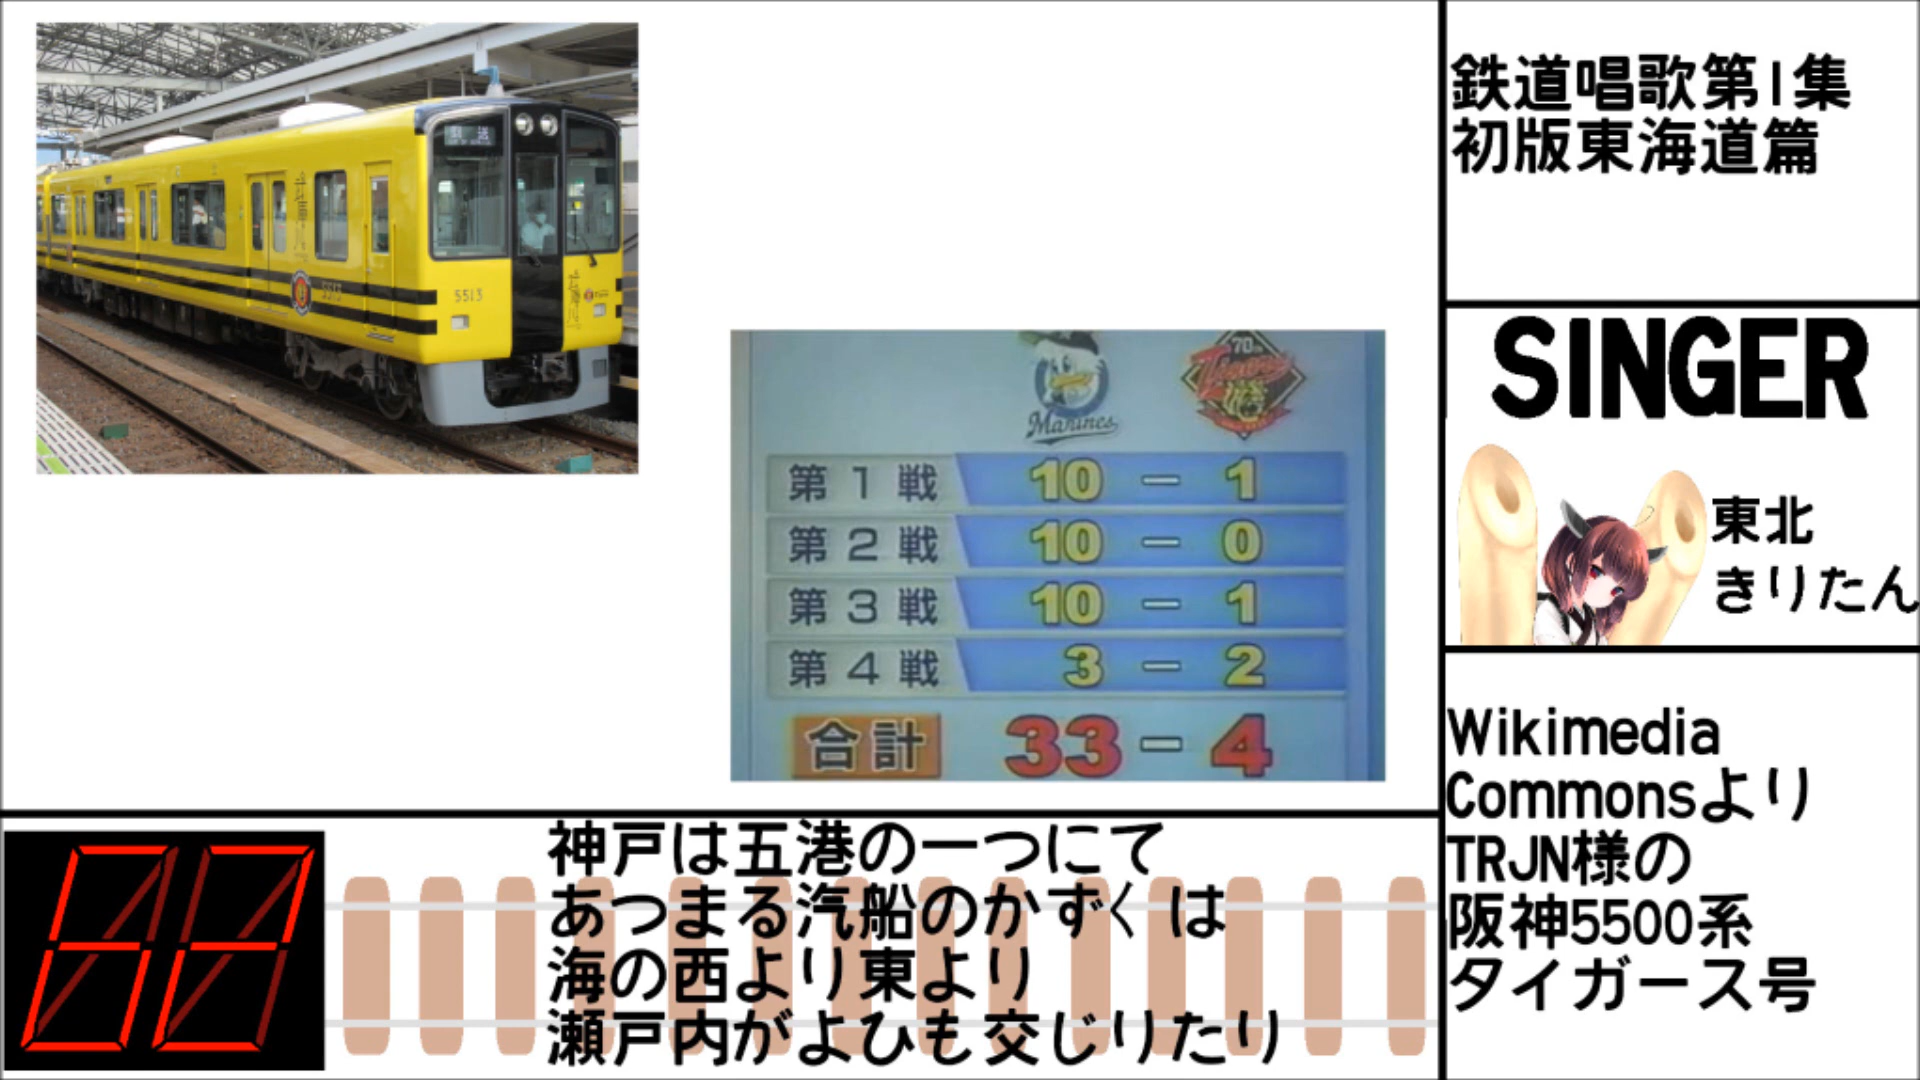 5513
5513
70th
Tigers
Marines
第1戦 10 - 1
第2戦 10 - 0
第3戦 10 - 1
第4戦 3 - 2
合計 33 - 4
鉄道唱歌第1集
初版東海道篇
SINGER
東北
きりたん
Wikimedia
Commonsより
TRJN様の
阪神5500系
タイガース号
62
神戸は五港の一つにて
あつまる汽船のかず〱は
海の西より東より
瀬戸内がよひも交じりたり